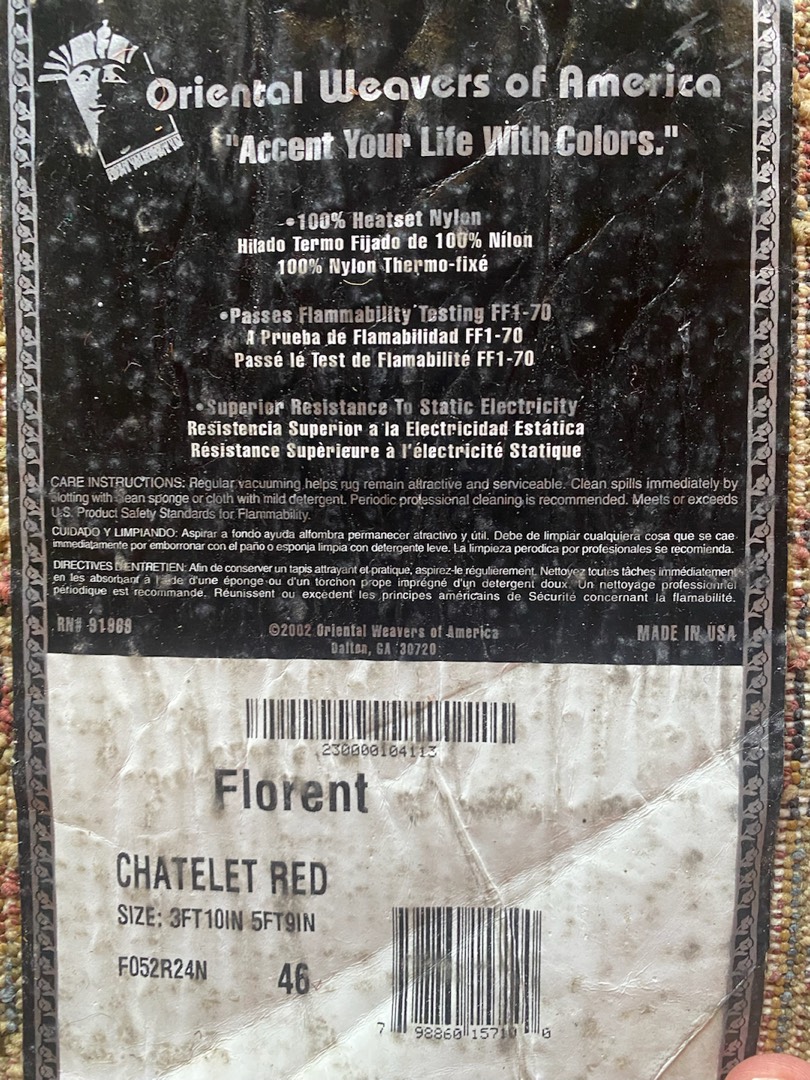 Oriental Weavers of America
"Accent Your Life With Colors."
•100% Heatset Nylon
Hilado Termo Fijado de 100% Nílon
100% Nylon Thermo-fixé
•Passes Flammability Testing FF1-70
A Prueba de Flamabilidad FF1-70
Passé lé Test de Flamabilité FF1-70
•Superior Resistance To Static Electricity
Resistencia Superior a la Electricidad Estática
Résistance Supèrieure à l'électricité Statique
CARE INSTRUCTIONS: Regular vacuuming helps rug remain attractive and serviceable. Clean spills immediately by
blotting with clean sponge or cloth with mild detergent. Periodic professional cleaning is recommended. Meets or exceeds
U.S. Product Safety Standards for Flammability.
CUIDADO Y LIMPIANDO: Aspirar a fondo ayuda alfombra permanecer atractivo y útil. Debe de limpiar cualquiera cosa que se cae
immediatamente por emborronar con el paño o esponja limpia con detergente leve. La limpieza perodica por profesionales se recomienda.
DIRECTIVES D'ENTRETIEN: Afin de conserver un tapis attrayant et pratique, aspirez-le régulierement. Nettoyez toutes tâches immédiatement
en les absorbant à l'aide d'une éponge ou d'un torchon prope imprégné d'un detergent doux. Un nettoyage professionnel
périodique est recommandé. Réunissent ou excedent les principes américains de Sécurité concernant la flamabilité.
RN# 91989
©2002 Oriental Weavers of America
MADE IN USA
Dalton, GA 30720
230000104113
Florent
CHATELET RED
SIZE: 3FT10IN 5FT9IN
F052R24N 46
7 98860 15710 0